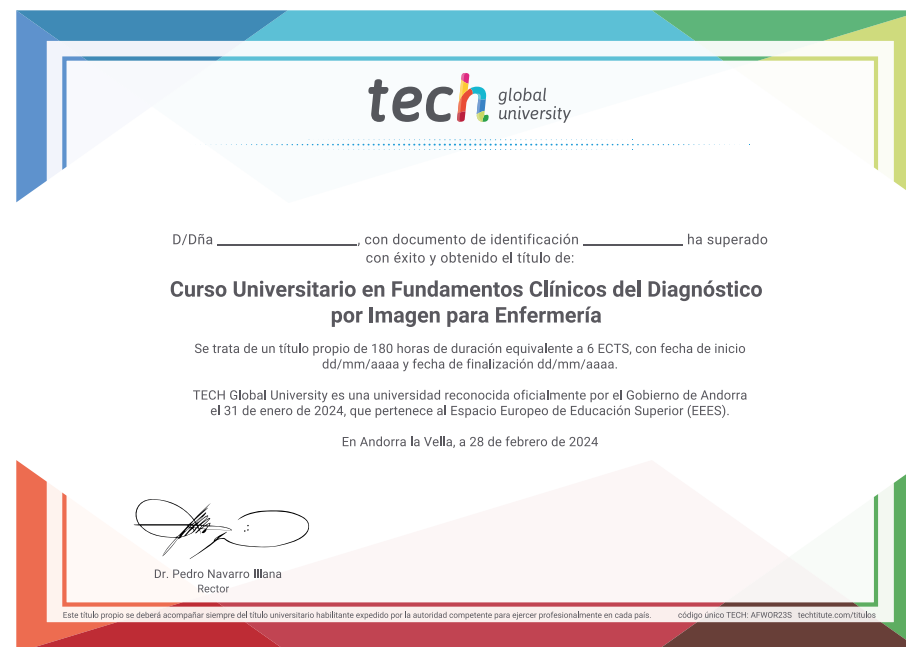 tech global university
D/Dña ____________________, con documento de identificación ______________ ha superado
con éxito y obtenido el título de:
Curso Universitario en Fundamentos Clínicos del Diagnóstico
por Imagen para Enfermería
Se trata de un título propio de 180 horas de duración equivalente a 6 ECTS, con fecha de inicio
dd/mm/aaaa y fecha de finalización dd/mm/aaaa.
TECH Global University es una universidad reconocida oficialmente por el Gobierno de Andorra
el 31 de enero de 2024, que pertenece al Espacio Europeo de Educación Superior (EEES).
En Andorra la Vella, a 28 de febrero de 2024
Dr. Pedro Navarro Illana
Rector
Este título propio se deberá acompañar siempre del título universitario habilitante expedido por la autoridad competente para ejercer profesionalmente en cada país. código único TECH: AFWOR23S techtitute.com/titulos